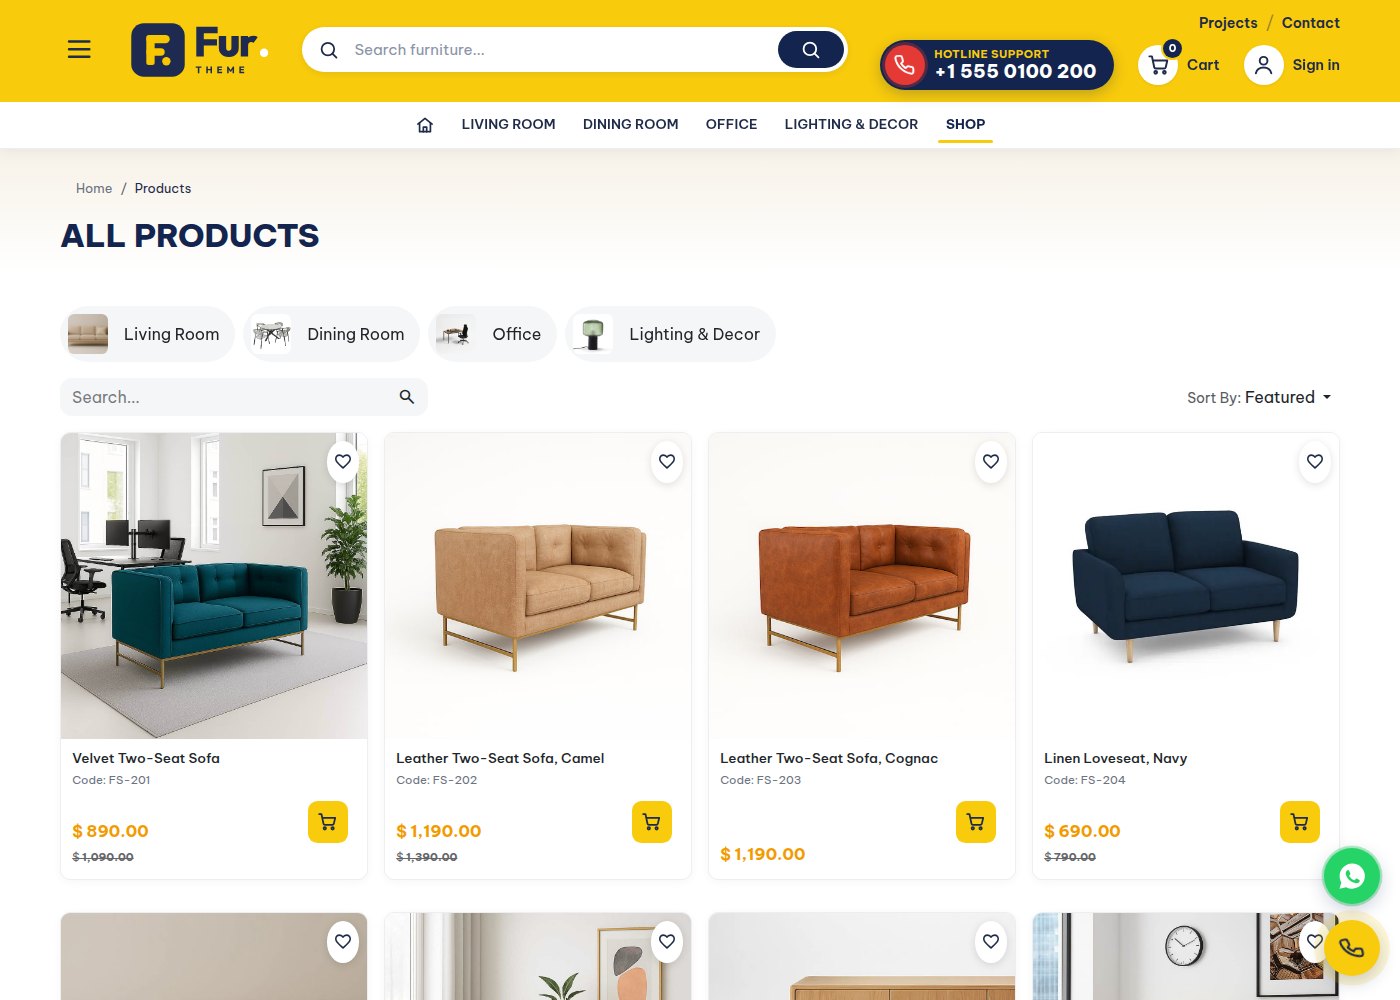 Projects / Contact
Fur.
THEME
Search furniture...
HOTLINE SUPPORT
+1 555 0100 200
0
Cart
Sign in
LIVING ROOM
DINING ROOM
OFFICE
LIGHTING & DECOR
SHOP
Home / Products
ALL PRODUCTS
Living Room
Dining Room
Office
Lighting & Decor
Search...
Sort By: Featured
Velvet Two-Seat Sofa
Code: FS-201
$ 890.00
$ 1,090.00
Leather Two-Seat Sofa, Camel
Code: FS-202
$ 1,190.00
$ 1,390.00
Leather Two-Seat Sofa, Cognac
Code: FS-203
$ 1,190.00
Linen Loveseat, Navy
Code: FS-204
$ 690.00
$ 790.00